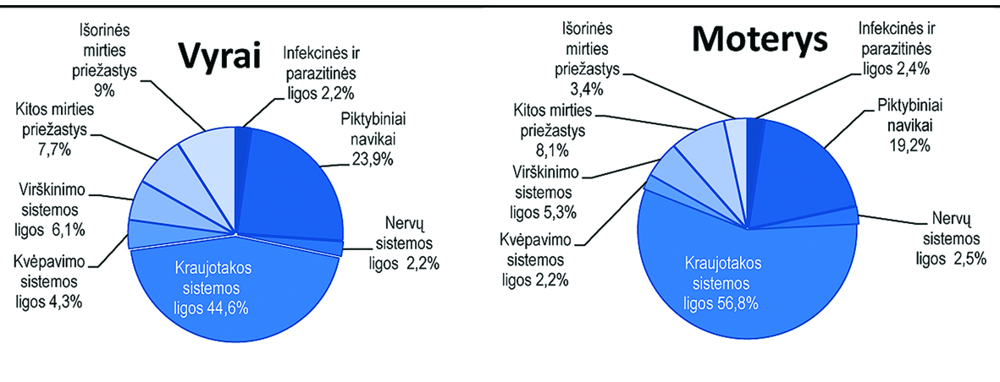 Vyrai
Išorinės
mirties
priežastys
9%
Infekcinės ir
parazitinės
ligos 2,2%
Kitos mirties
priežastys
7,7%
Piktybiniai
navikai
23,9%
Virškinimo
sistemos
ligos 6,1%
Nervų
sistemos
ligos 2,2%
Kvėpavimo
sistemos
ligos 4,3%
Kraujotakos
sistemos
ligos 44,6%
Moterys
Išorinės
mirties
priežastys
3,4%
Infekcinės ir
parazitinės
ligos 2,4%
Kitos mirties
priežastys
8,1%
Piktybiniai
navikai
19,2%
Virškinimo
sistemos
ligos 5,3%
Nervų
sistemos
ligos 2,5%
Kvėpavimo
sistemos
ligos 2,2%
Kraujotakos
sistemos
ligos 56,8%